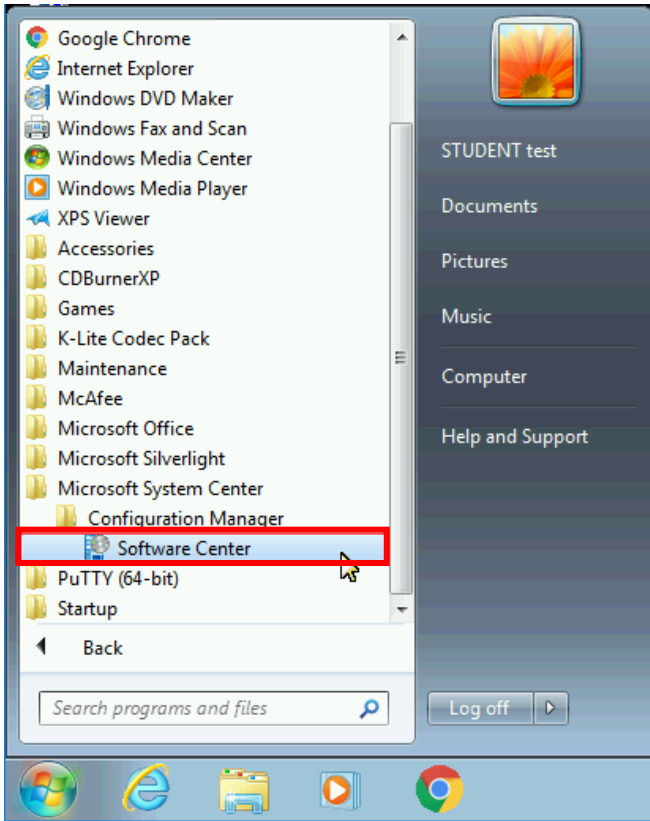 Google Chrome
Internet Explorer
Windows DVD Maker
Windows Fax and Scan
Windows Media Center
Windows Media Player
XPS Viewer
Accessories
CDBurnerXP
Games
K-Lite Codec Pack
Maintenance
McAfee
Microsoft Office
Microsoft Silverlight
Microsoft System Center
Configuration Manager
Software Center
PuTTY (64-bit)
Startup
Back
Search programs and files
STUDENT test
Documents
Pictures
Music
Computer
Help and Support
Log off